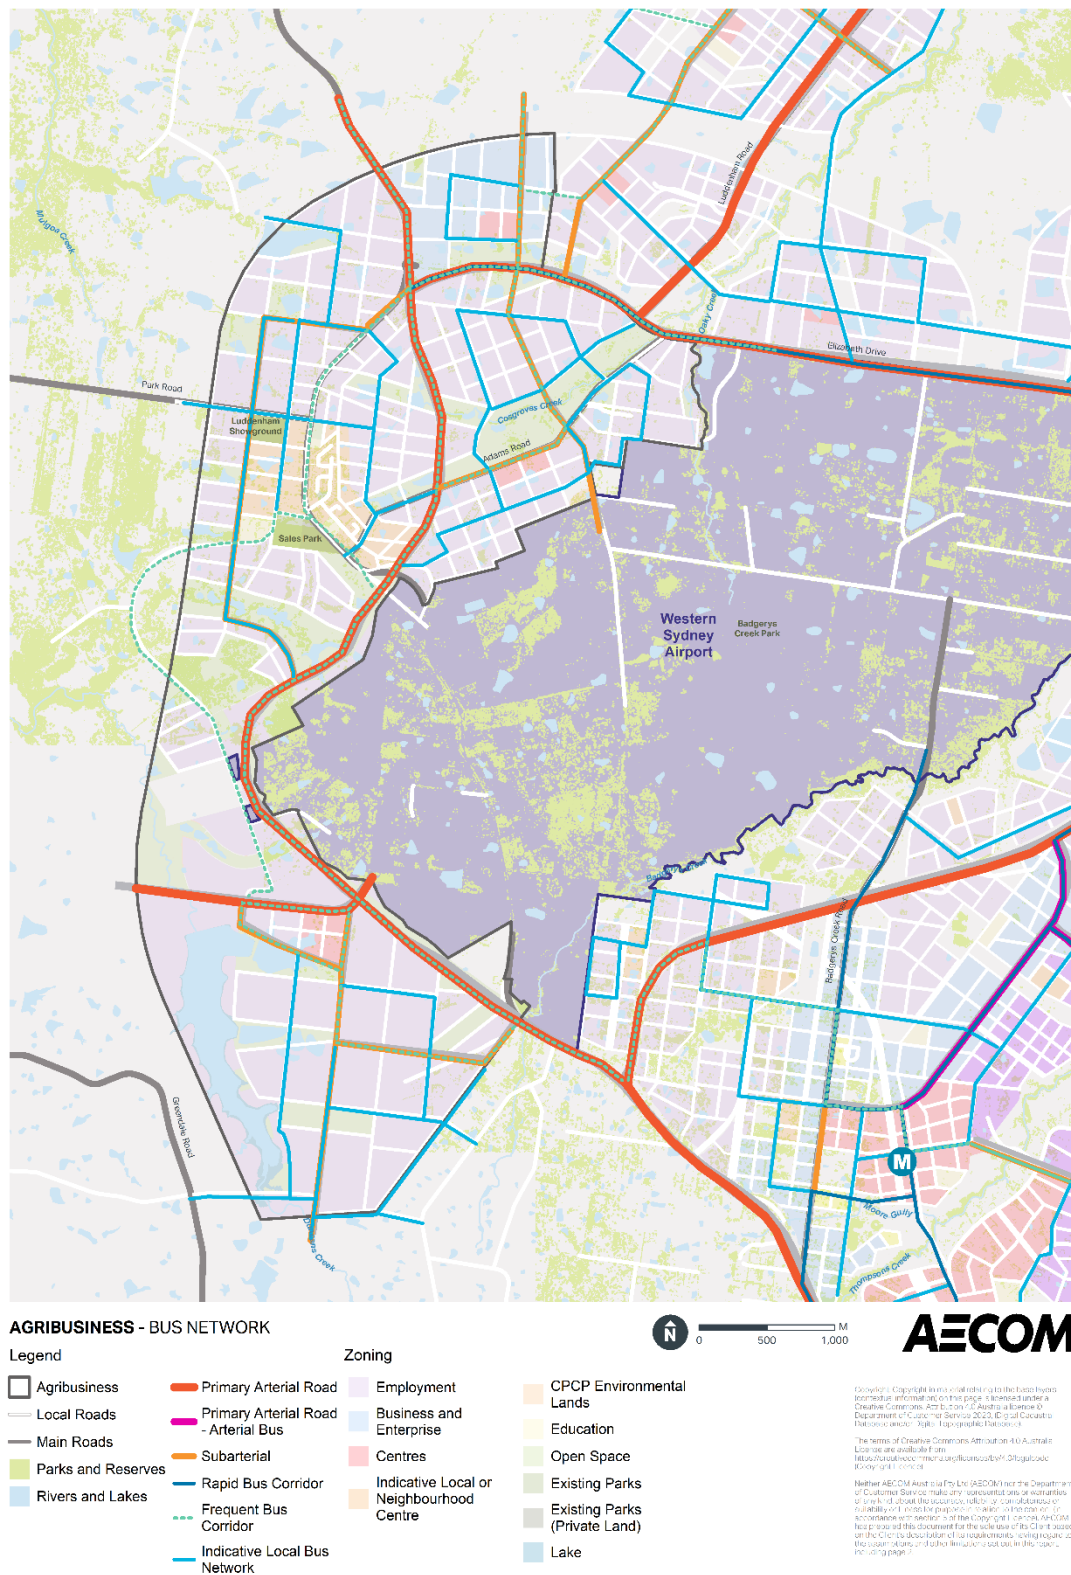 Mulgoa Creek
Luddenham Road
Oaky Creek
Elizabeth Drive
Park Road
Luddenham
Showground
Cosgroves Creek
Adams Road
Sales Park
Western
Sydney
Airport
Badgerys
Creek Park
Badgerys Creek Road
Greendale Road
M
Moore Gully
Thompsons Creek
AGRIBUSINESS - BUS NETWORK
N
0 500 1,000 M
AECOM
Legend
Agribusiness
Local Roads
Main Roads
Parks and Reserves
Rivers and Lakes
Primary Arterial Road
Primary Arterial Road
- Arterial Bus
Subarterial
Rapid Bus Corridor
Frequent Bus
Corridor
Indicative Local Bus
Network
Zoning
Employment
Business and
Enterprise
Centres
Indicative Local or
Neighbourhood
Centre
CPCP Environmental
Lands
Education
Open Space
Existing Parks
Existing Parks
(Private Land)
Lake